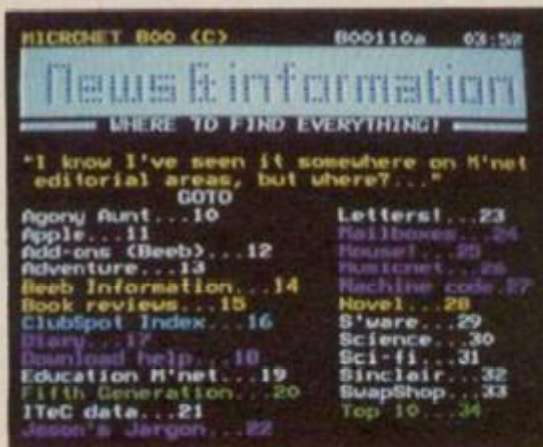 MICRONET 800 (C) 800110a 03:52
News & information
WHERE TO FIND EVERYTHING!
"I know I've seen it somewhere on M'net
editorial areas, but where?..."
GOTO
Agony Aunt...10
Apple...11
Add-ons (Beeb)...12
Adventure...13
Beeb Information...14
Book reviews...15
ClubSpot Index...16
Diary...17
Download help...18
Education M'net...19
Fifth Generation...20
ITeC data...21
Jason's Jargon...22
Letters!...23
Mailboxes...24
Mouse!...25
Musicnet...26
Machine code.27
Novel...28
S'ware...29
Science...30
Sci-fi...31
Sinclair...32
SwapShop...33
Top 10...34